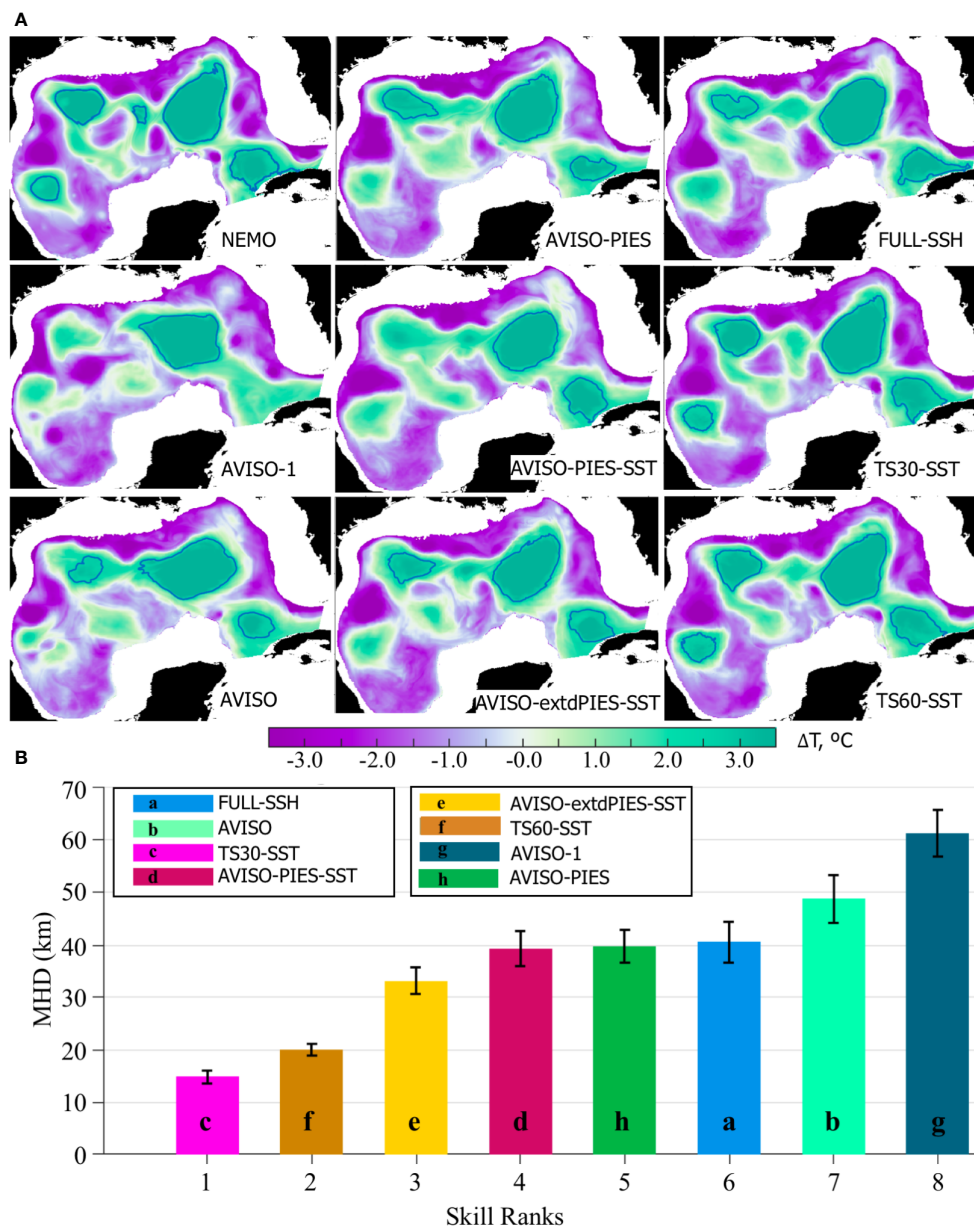 A
NEMO
AVISO-PIES
FULL-SSH
AVISO-1
AVISO-PIES-SST
TS30-SST
AVISO
AVISO-extdPIES-SST
TS60-SST
-3.0 -2.0 -1.0 0.0 1.0 2.0 3.0 ΔT, ºC
B
a FULL-SSH
b AVISO
c TS30-SST
d AVISO-PIES-SST
e AVISO-extdPIES-SST
f TS60-SST
g AVISO-1
h AVISO-PIES
MHD (km)
70
60
50
40
30
20
10
0
c f e d h a b g
1 2 3 4 5 6 7 8
Skill Ranks